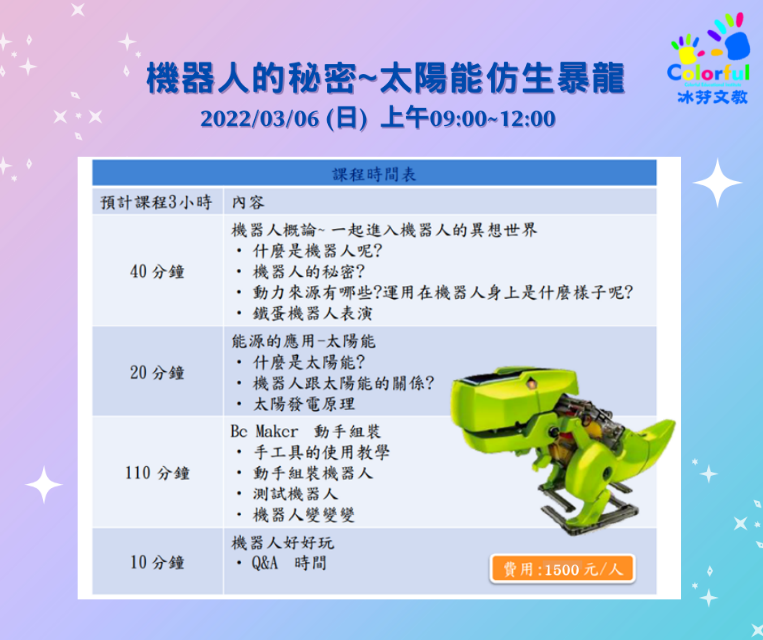 Colorful
冰芬文教
機器人的秘密~太陽能仿生暴龍
2022/03/06 (日) 上午09:00~12:00
課程時間表
預計課程3小時 內容
機器人概論~ 一起進入機器人的異想世界
• 什麼是機器人呢?
40 分鐘
• 機器人的秘密?
• 動力來源有哪些?運用在機器人身上是什麼樣子呢?
• 鐵蛋機器人表演
能源的應用-太陽能
• 什麼是太陽能?
20 分鐘
• 機器人跟太陽能的關係?
• 太陽發電原理
Be Maker 動手組裝
• 手工具的使用教學
110 分鐘
• 動手組裝機器人
• 測試機器人
• 機器人變變變
機器人好好玩
10 分鐘
• Q&A 時間
費用:1500 元/人